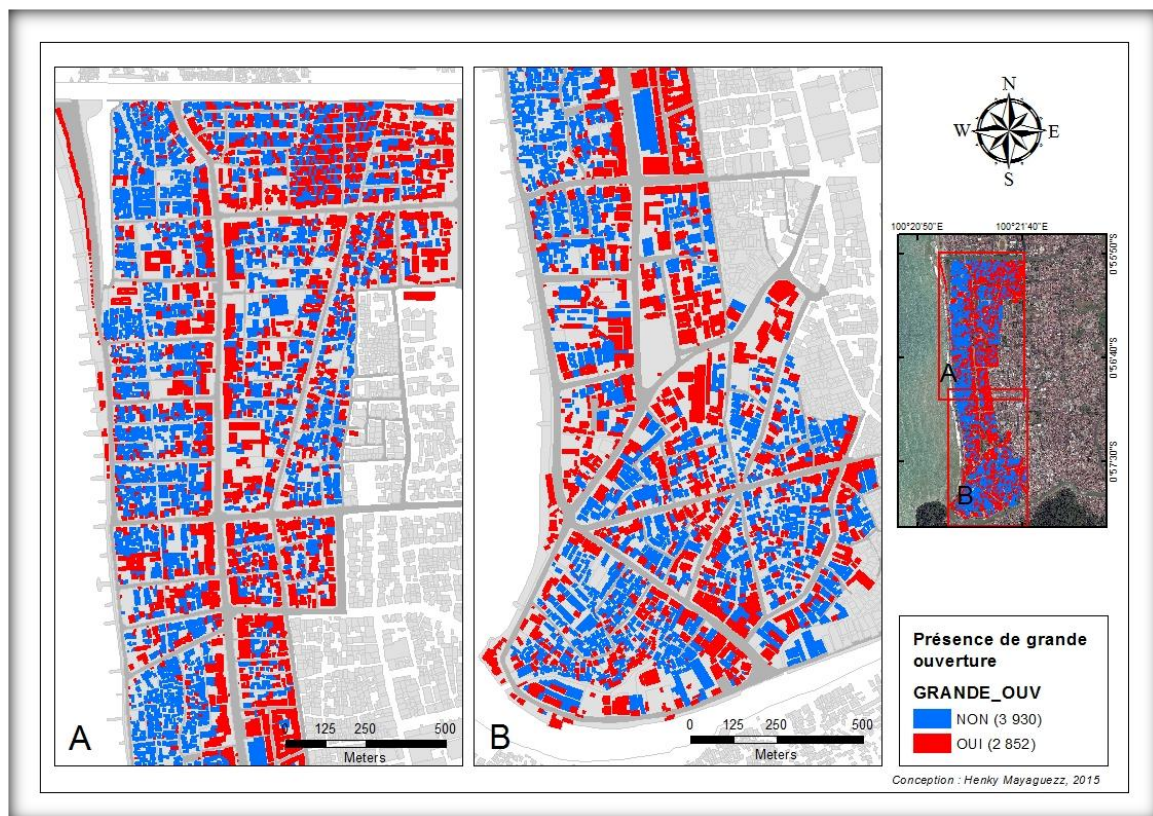 A
0 125 250 500
Meters
B
0 125 250 500
Meters
N
W E
S
100°20'50"E 100°21'40"E
0°55'50"S
0°56'40"S
0°57'30"S
A
B
Présence de grande
ouverture
GRANDE_OUV
NON (3 930)
OUI (2 852)
Conception : Henky Mayaguezz, 2015